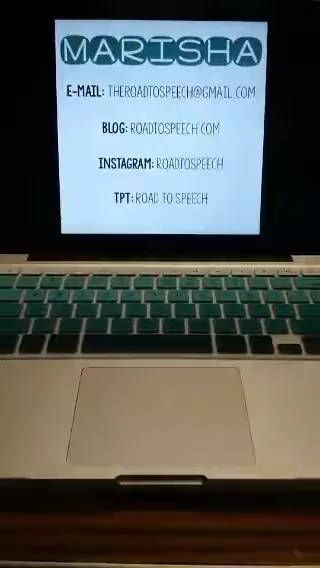 MARISHA
E-MAIL: THEROADTOSPEECH@GMAIL.COM
BLOG: ROADTOSPEECH.COM
INSTAGRAM: ROADTOSPEECH
TPT: ROAD TO SPEECH